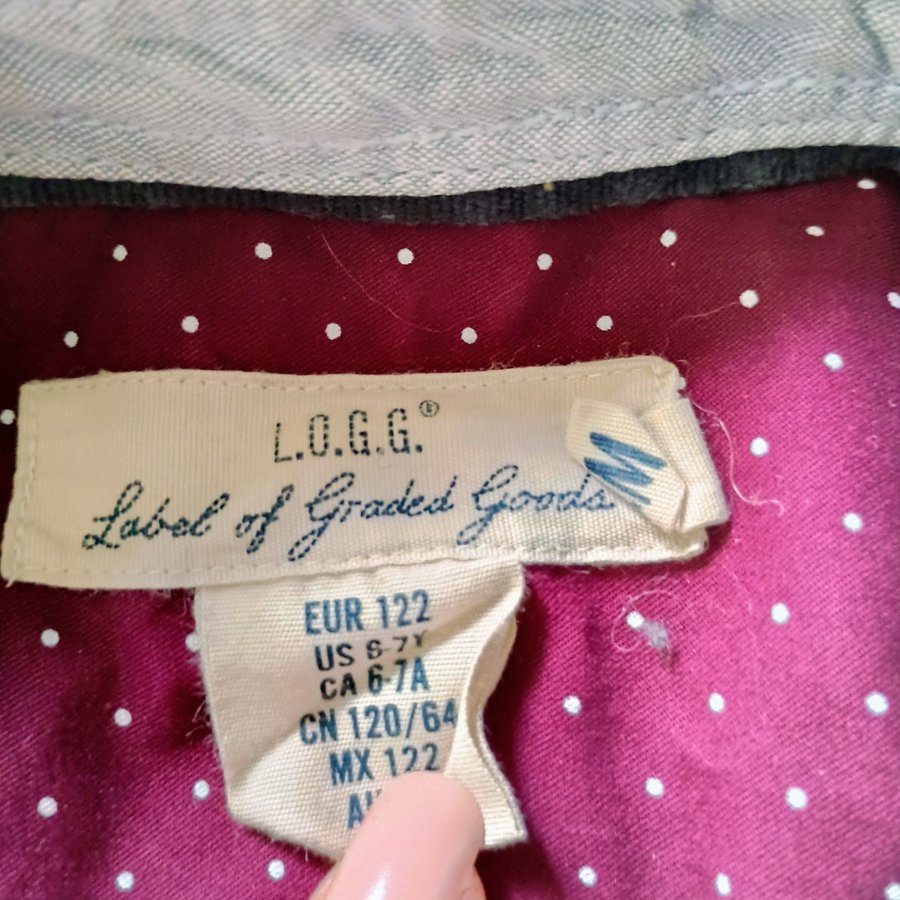 L.O.G.G.®
Label of Graded Goods
EUR 122
US 6-7Y
CA 6-7A
CN 120/64
MX 122